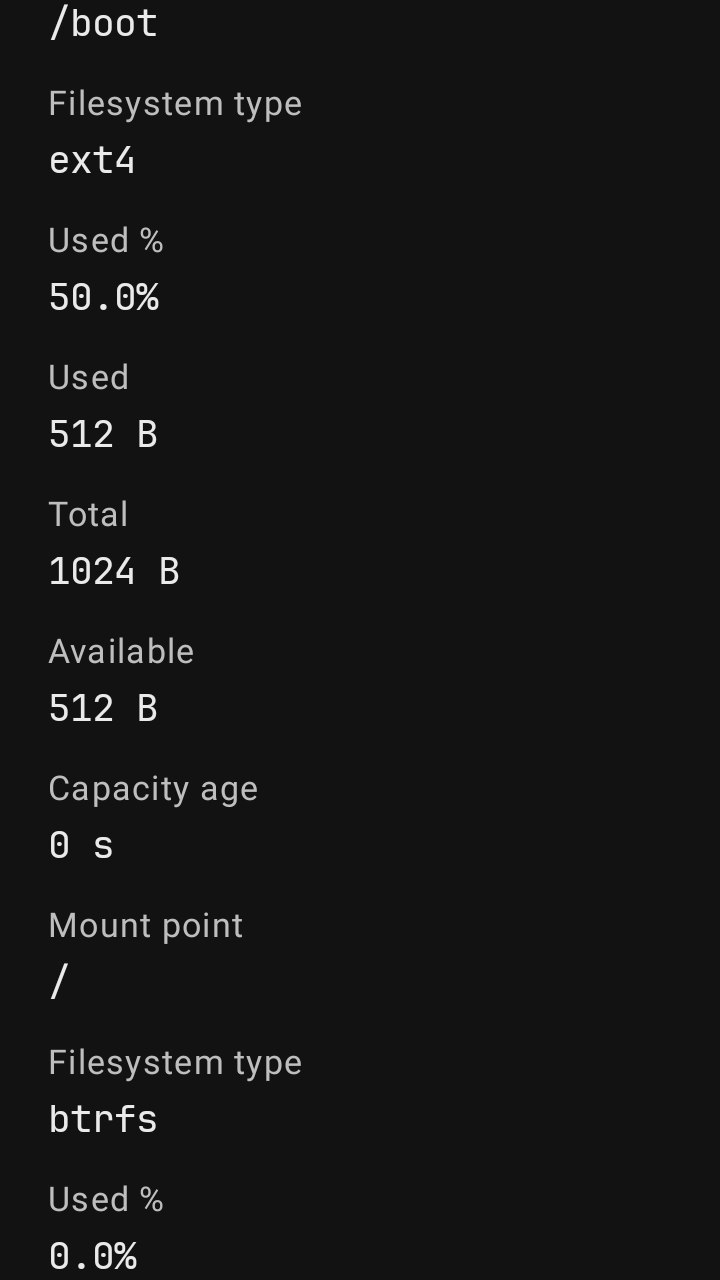 /boot
Filesystem type
ext4
Used %
50.0%
Used
512 B
Total
1024 B
Available
512 B
Capacity age
0 s
Mount point
/
Filesystem type
btrfs
Used %
0.0%